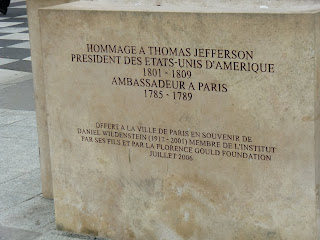 HOMMAGE A THOMAS JEFFERSON
PRESIDENT DES ETATS-UNIS D'AMERIQUE
1801 - 1809
AMBASSADEUR A PARIS
1785 - 1789
OFFERT A LA VILLE DE PARIS EN SOUVENIR DE
DANIEL WILDENSTEIN (1917 - 2001) MEMBRE DE L'INSTITUT
PAR SES FILS ET PAR LA FLORENCE GOULD FOUNDATION
JUILLET 2006